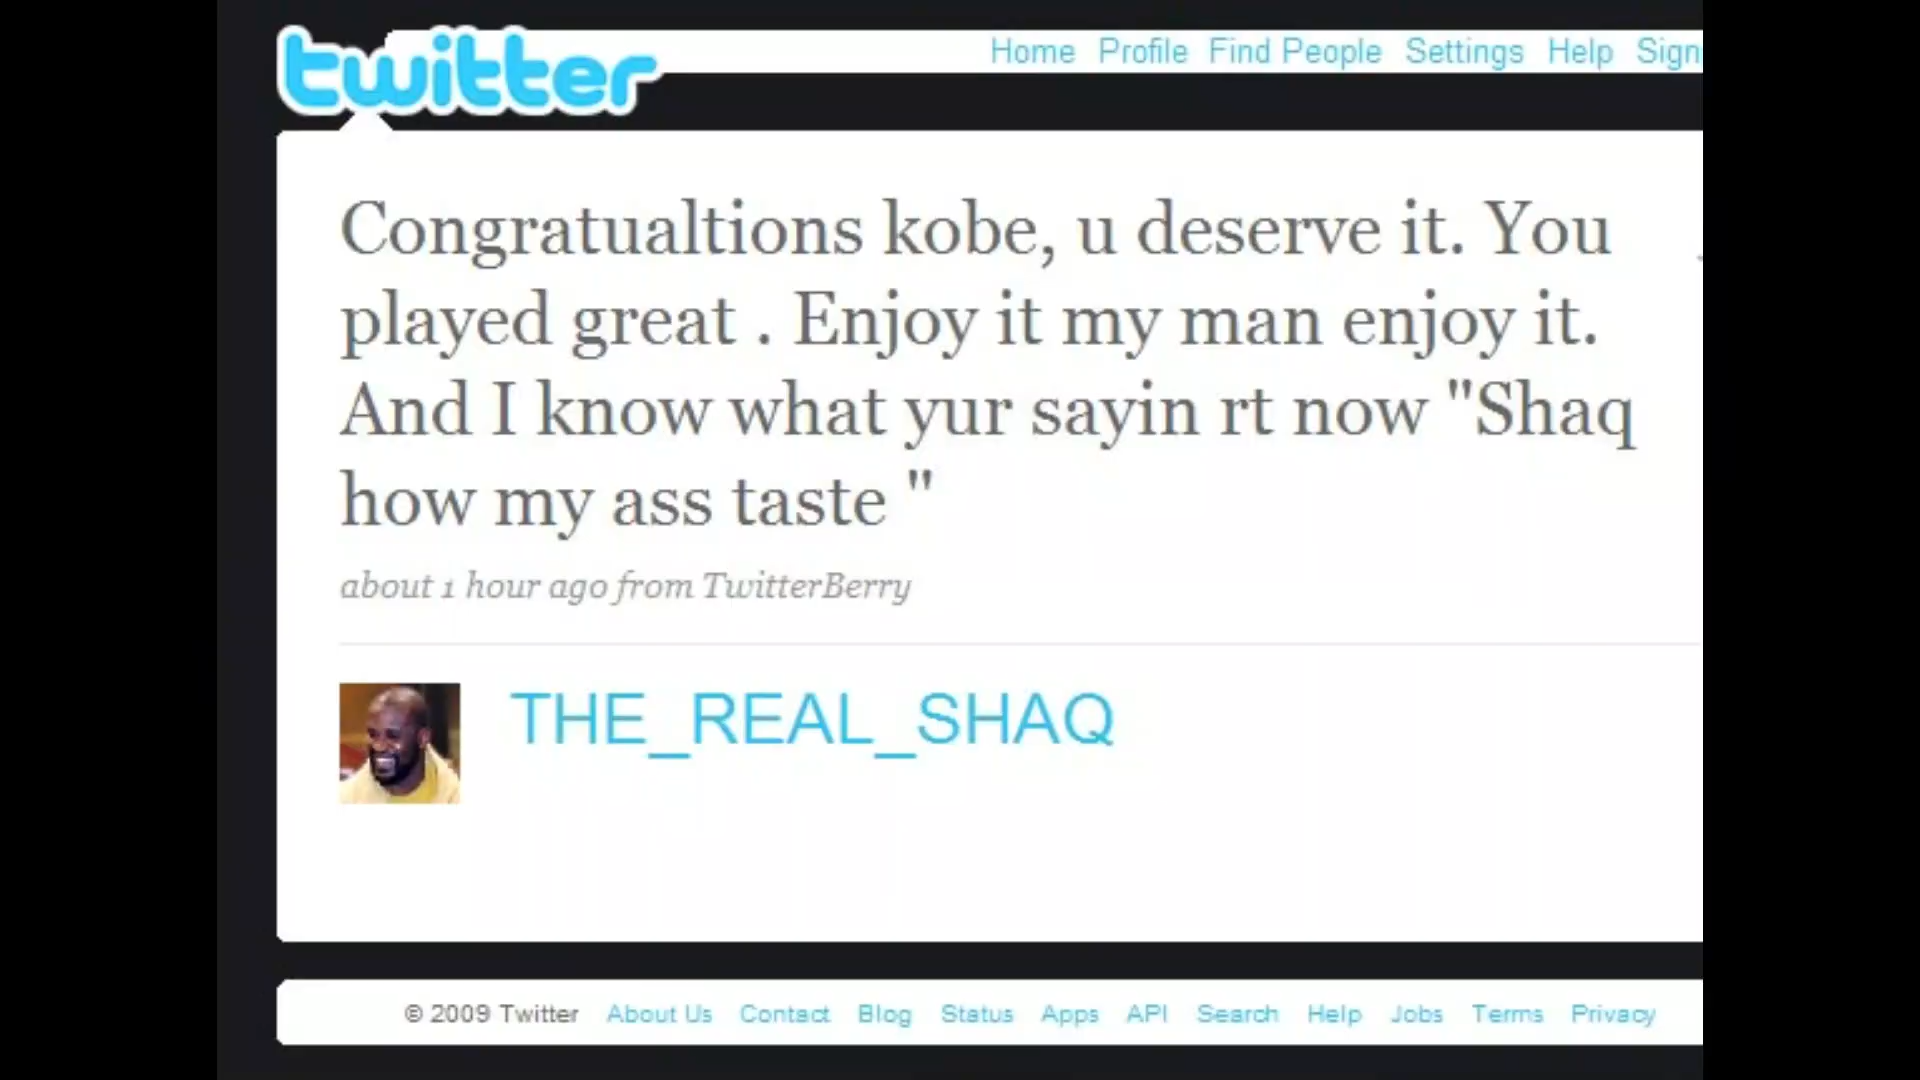 twitter
Home Profile Find People Settings Help Sign
Congratualtions kobe, u deserve it. You
played great . Enjoy it my man enjoy it.
And I know what yur sayin rt now "Shaq
how my ass taste "
about 1 hour ago from TwitterBerry
THE_REAL_SHAQ
© 2009 Twitter About Us Contact Blog Status Apps API Search Help Jobs Terms Privacy